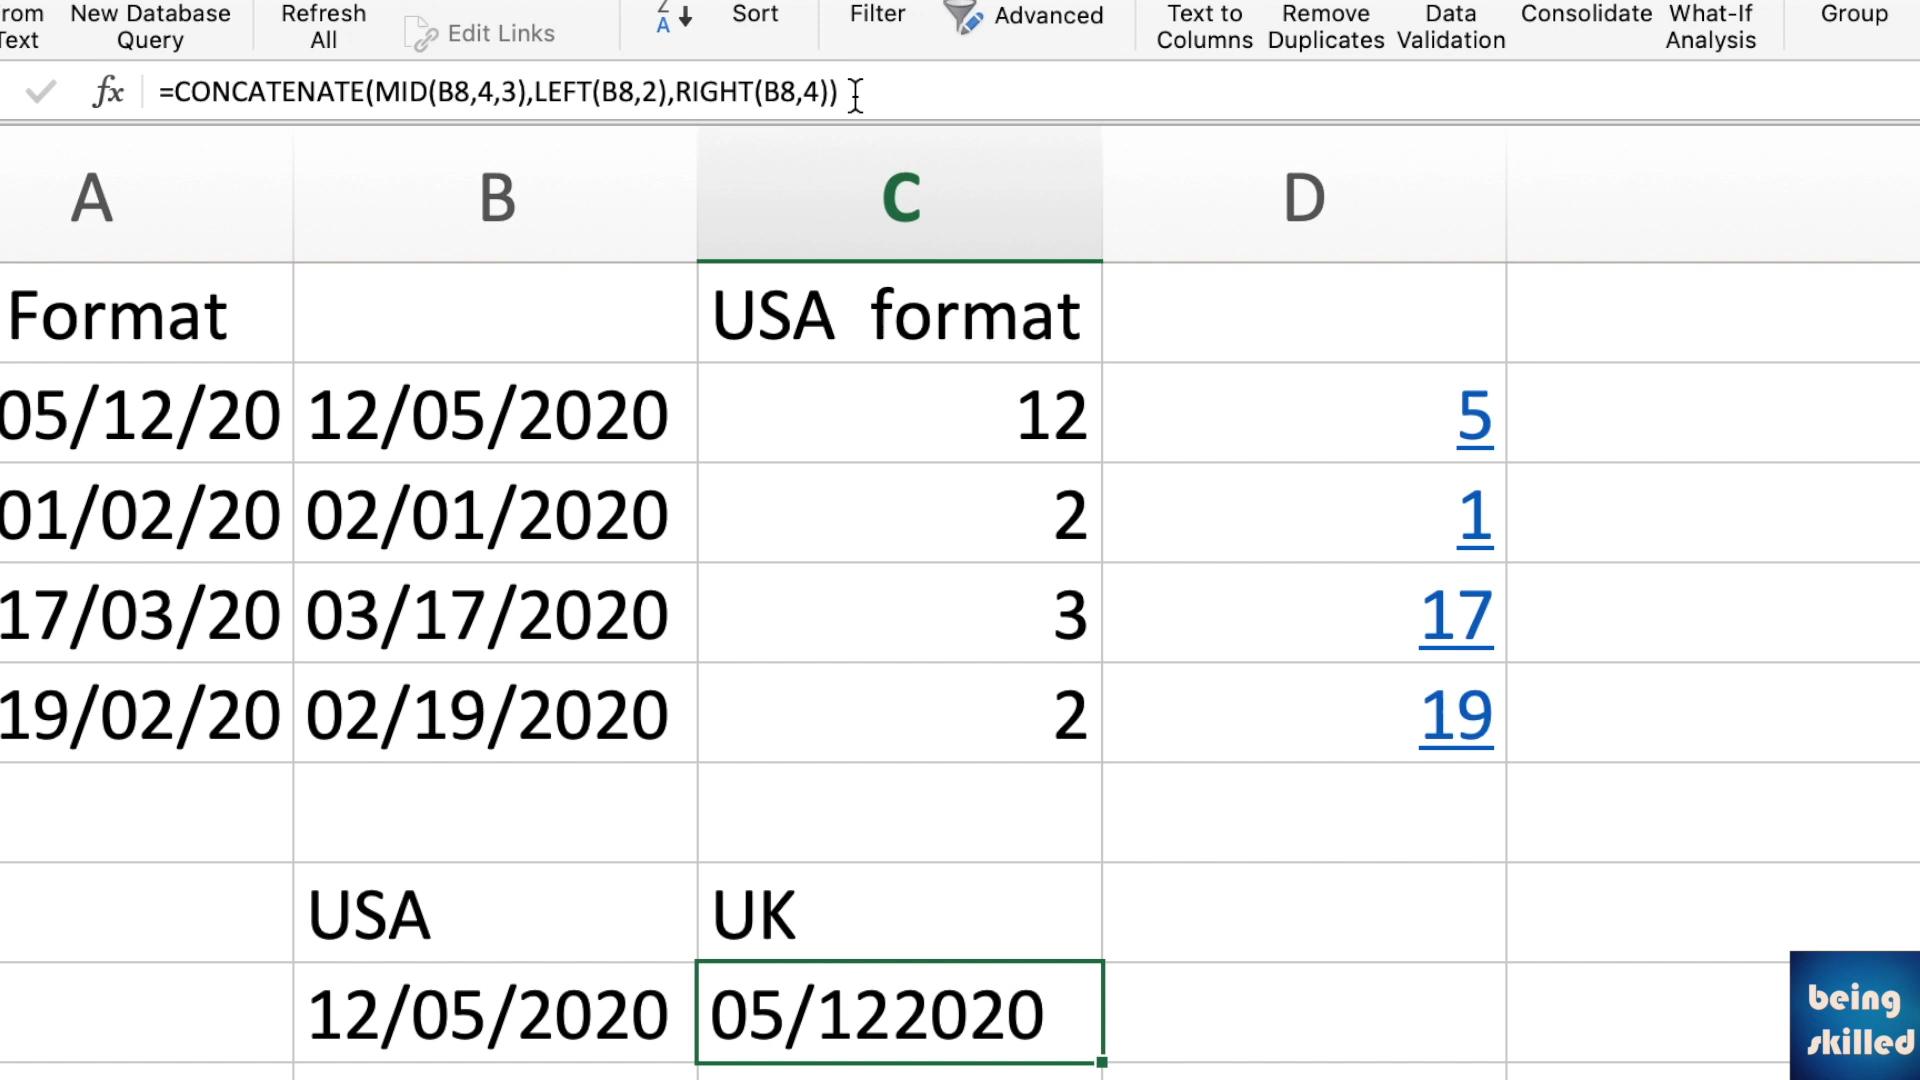 rom New Database Refresh Sort Filter Advanced Text to Remove Data Consolidate What-If Group
Text Query All Edit Links Z A Columns Duplicates Validation Analysis
fx =CONCATENATE(MID(B8,4,3),LEFT(B8,2),RIGHT(B8,4))
A B C D
Format USA format
05/12/20 12/05/2020 12 5
01/02/20 02/01/2020 2 1
17/03/20 03/17/2020 3 17
19/02/20 02/19/2020 2 19
USA UK
12/05/2020 05/122020
being
skilled